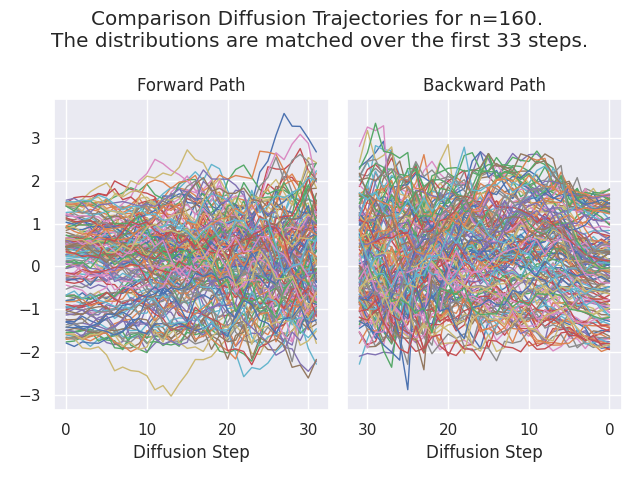 Comparison Diffusion Trajectories for n=160.
The distributions are matched over the first 33 steps.
Forward Path
Backward Path
3
2
1
0
−1
−2
−3
0
10
20
30
30
20
10
0
Diffusion Step
Diffusion Step